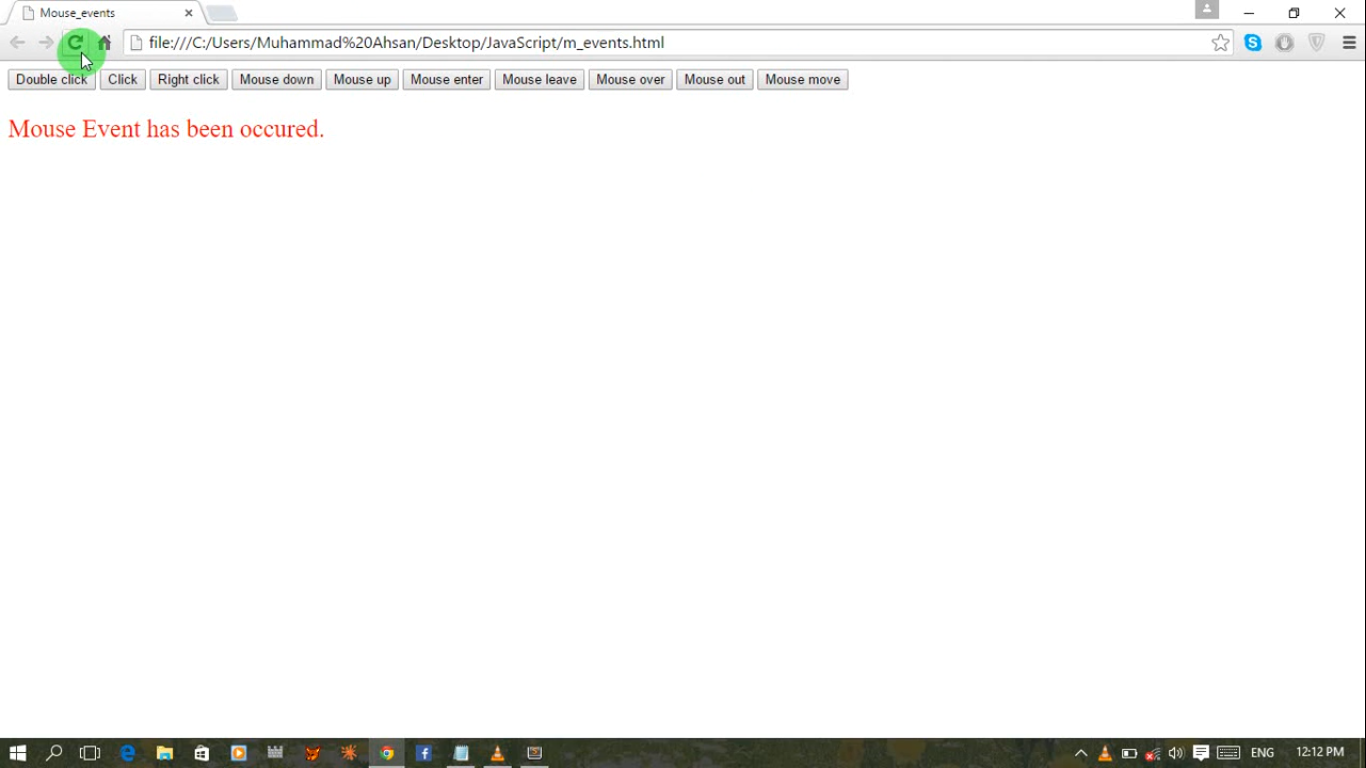 Mouse_events
file:///C:/Users/Muhammad%20Ahsan/Desktop/JavaScript/m_events.html
Double click Click Right click Mouse down Mouse up Mouse enter Mouse leave Mouse over Mouse out Mouse move
Mouse Event has been occured.
ENG 12:12 PM